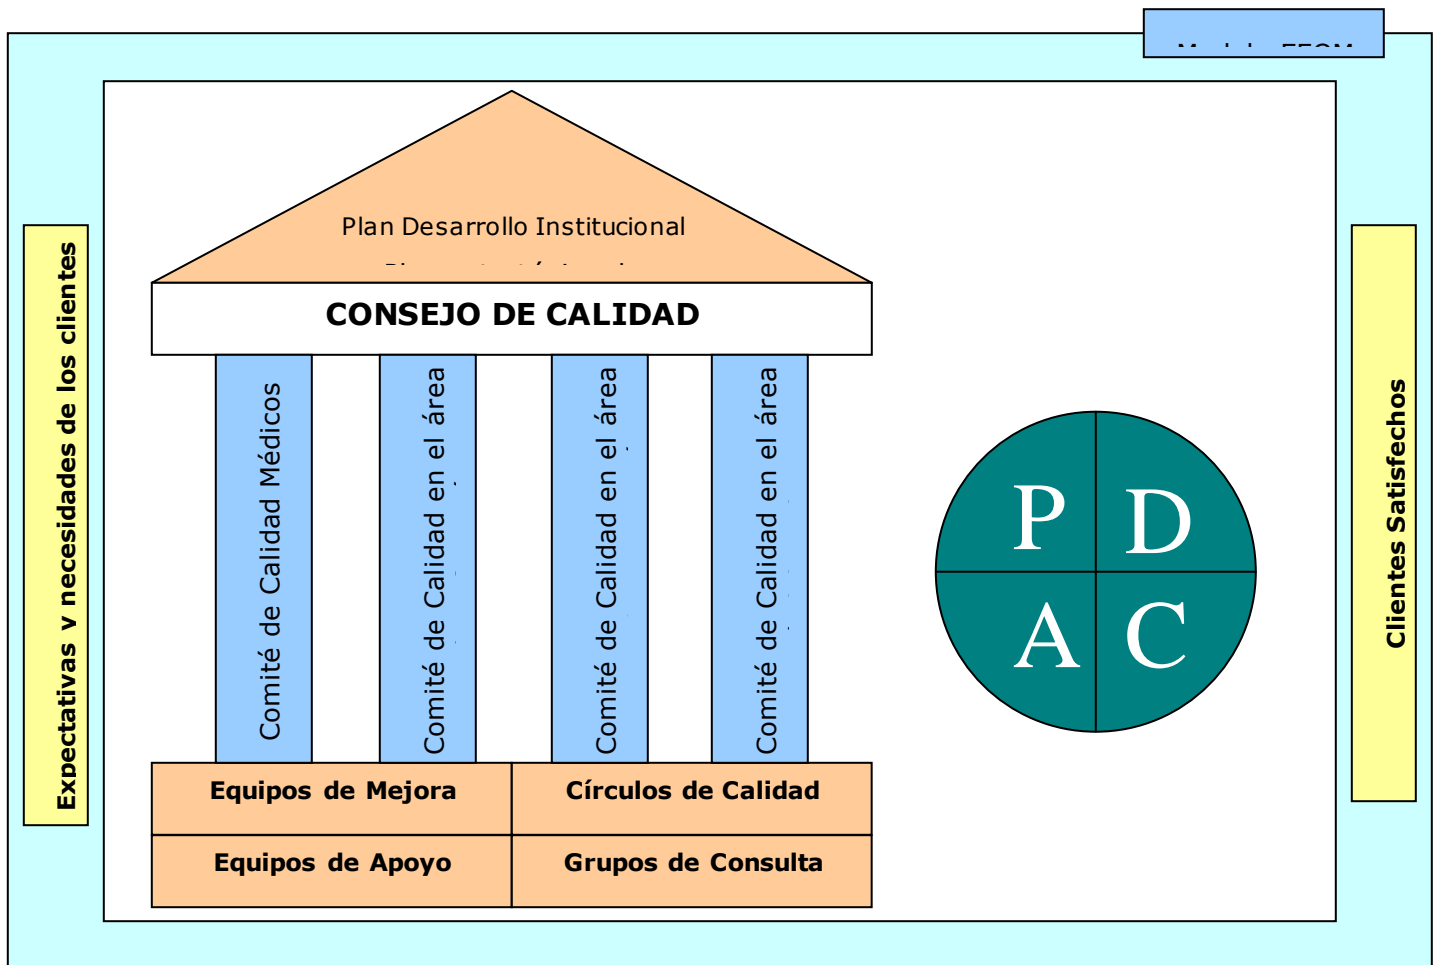 Plan Desarrollo Institucional
CONSEJO DE CALIDAD
Expectativas y necesidades de los clientes
Comité de Calidad Médicos
Comité de Calidad en el área
Comité de Calidad en el área
Comité de Calidad en el área
P
D
A
C
Clientes Satisfechos
Equipos de Mejora
Círculos de Calidad
Equipos de Apoyo
Grupos de Consulta